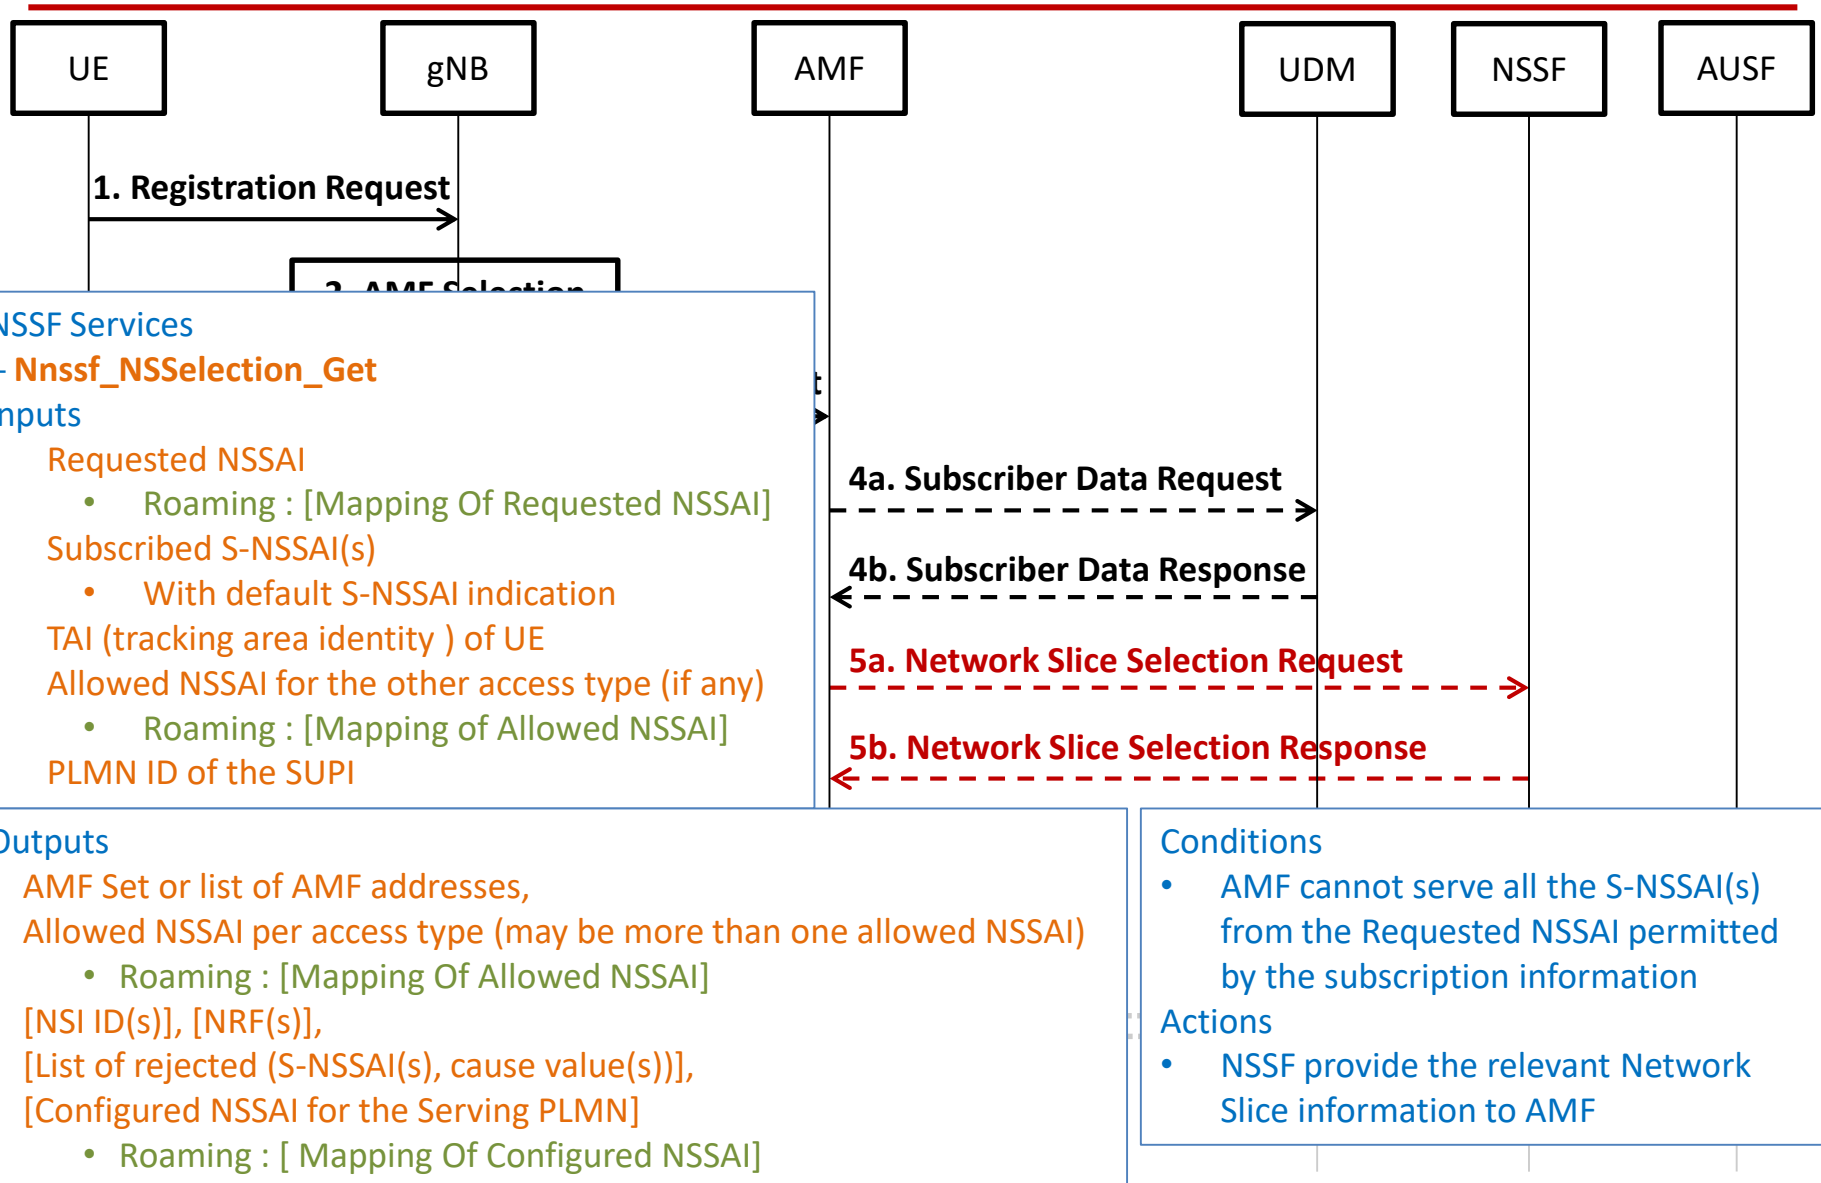 UE
gNB
AMF
UDM
NSSF
AUSF
1. Registration Request
AMF Selection
NSSF Services
- Nnssf_NSSelection_Get
Inputs
Requested NSSAI
• Roaming : [Mapping Of Requested NSSAI]
Subscribed S-NSSAI(s)
• With default S-NSSAI indication
TAI (tracking area identity ) of UE
Allowed NSSAI for the other access type (if any)
• Roaming : [Mapping of Allowed NSSAI]
PLMN ID of the SUPI
4a. Subscriber Data Request
4b. Subscriber Data Response
5a. Network Slice Selection Request
5b. Network Slice Selection Response
Outputs
AMF Set or list of AMF addresses,
Allowed NSSAI per access type (may be more than one allowed NSSAI)
• Roaming : [Mapping Of Allowed NSSAI]
[NSI ID(s)], [NRF(s)],
[List of rejected (S-NSSAI(s), cause value(s))],
[Configured NSSAI for the Serving PLMN]
• Roaming : [ Mapping Of Configured NSSAI]
Conditions
• AMF cannot serve all the S-NSSAI(s)
from the Requested NSSAI permitted
by the subscription information
Actions
• NSSF provide the relevant Network
Slice information to AMF